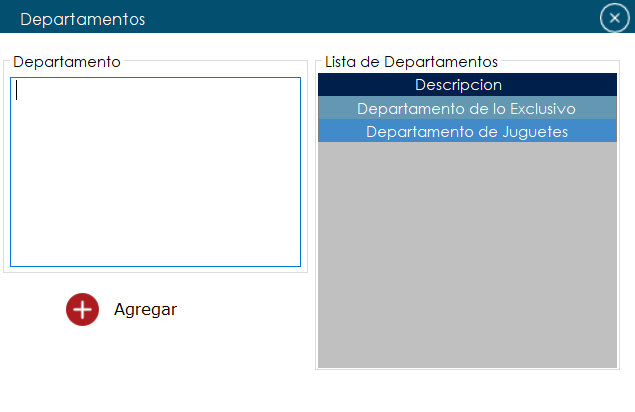 Departamentos
Departamento
Agregar
Lista de Departamentos
Descripcion
Departamento de lo Exclusivo
Departamento de Juguetes